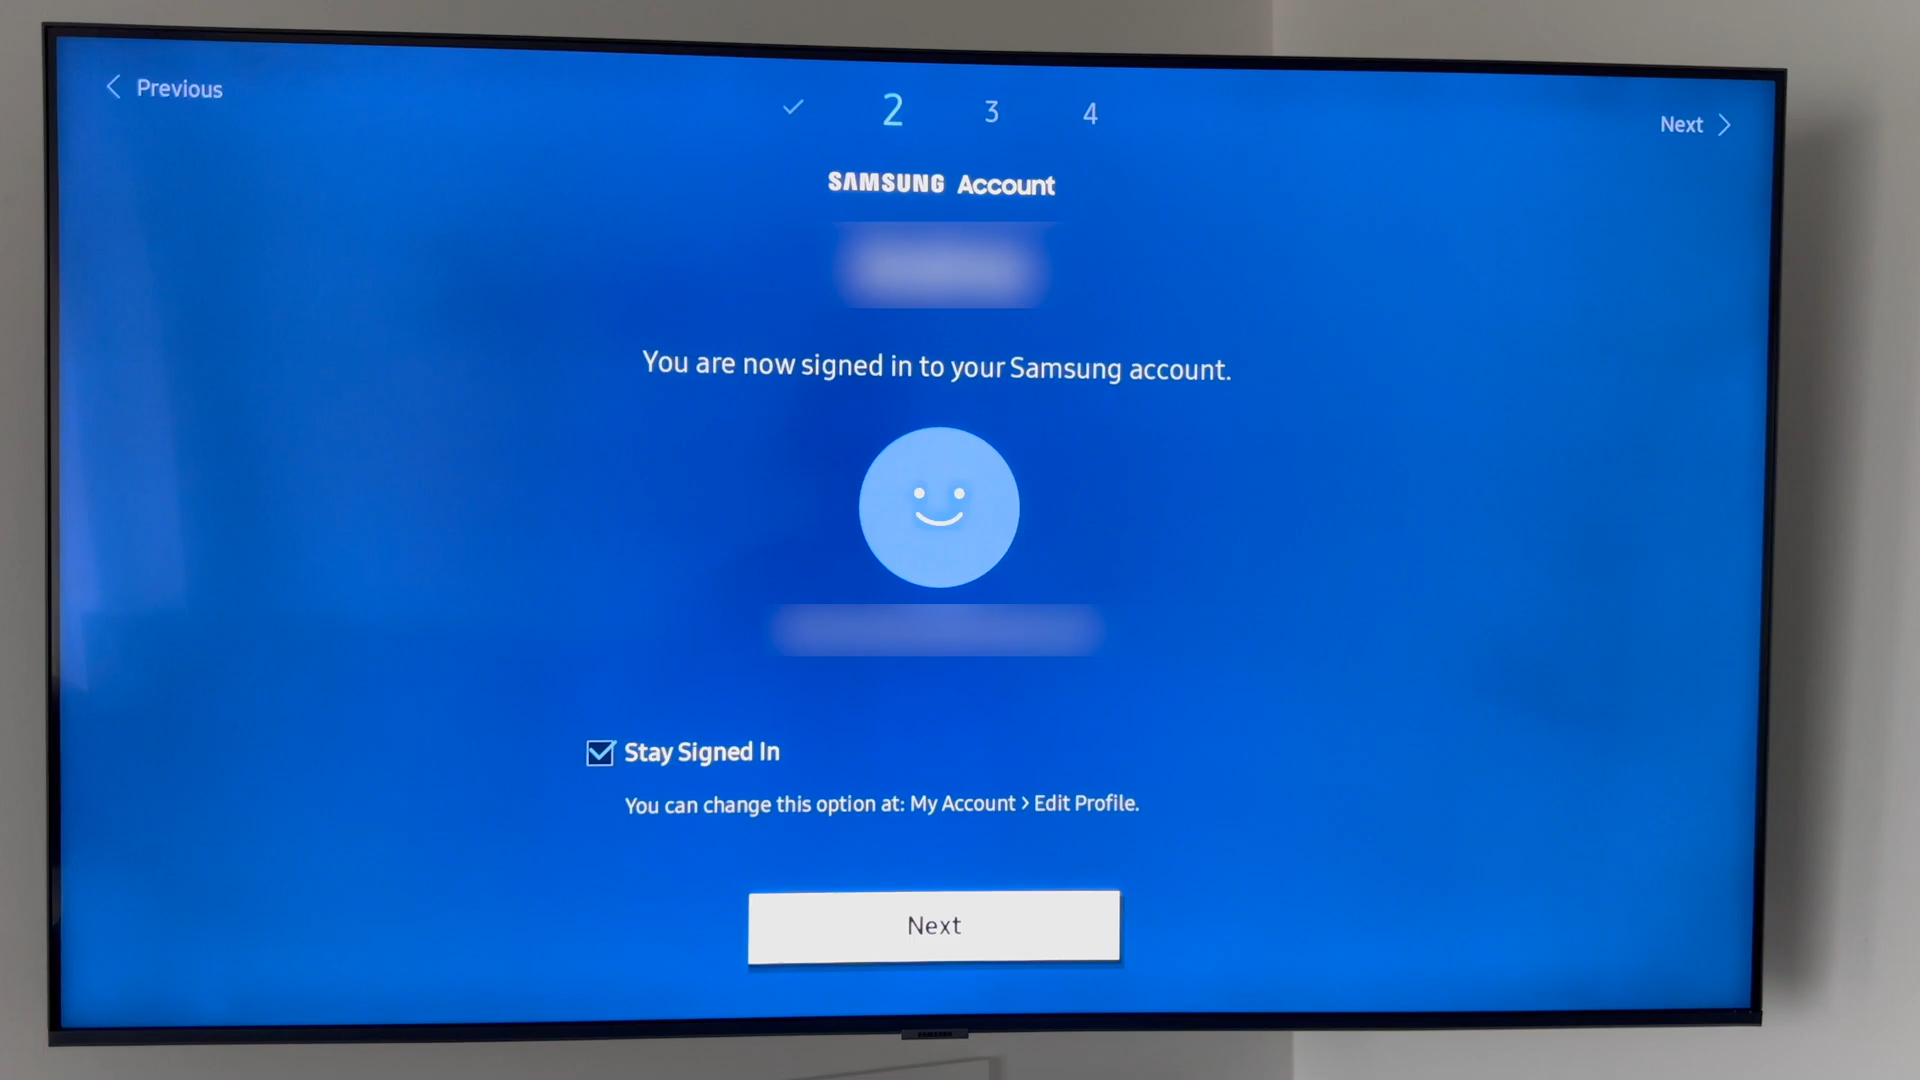 Previous
2 3 4
Next
SAMSUNG Account
You are now signed in to your Samsung account.
Stay Signed In
You can change this option at: My Account > Edit Profile.
Next
SAMSUNG